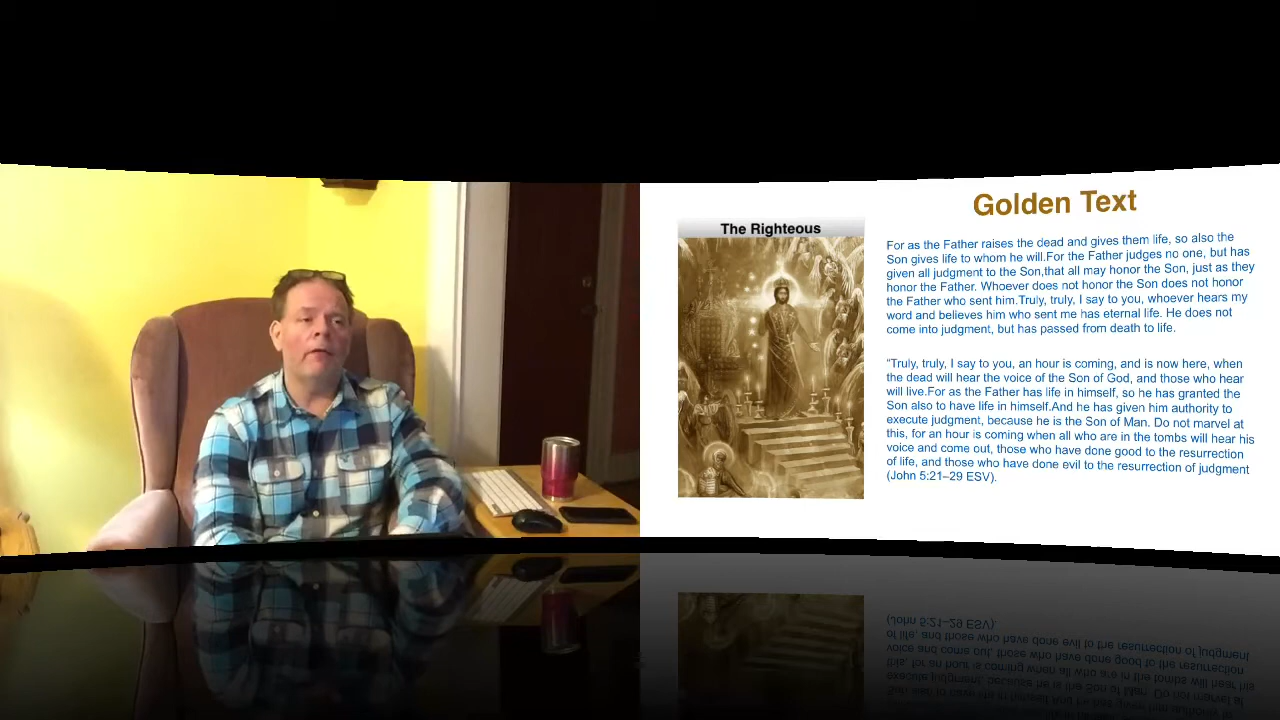 Golden Text
The Righteous
For as the Father raises the dead and gives them life, so also the
Son gives life to whom he will.For the Father judges no one, but has
given all judgment to the Son,that all may honor the Son, just as they
honor the Father. Whoever does not honor the Son does not honor
the Father who sent him.Truly, truly, I say to you, whoever hears my
word and believes him who sent me has eternal life. He does not
come into judgment, but has passed from death to life.
“Truly, truly, I say to you, an hour is coming, and is now here, when
the dead will hear the voice of the Son of God, and those who hear
will live.For as the Father has life in himself, so he has granted the
Son also to have life in himself.And he has given him authority to
execute judgment, because he is the Son of Man. Do not marvel at
this, for an hour is coming when all who are in the tombs will hear his
voice and come out, those who have done good to the resurrection
of life, and those who have done evil to the resurrection of judgment
(John 5:21–29 ESV).